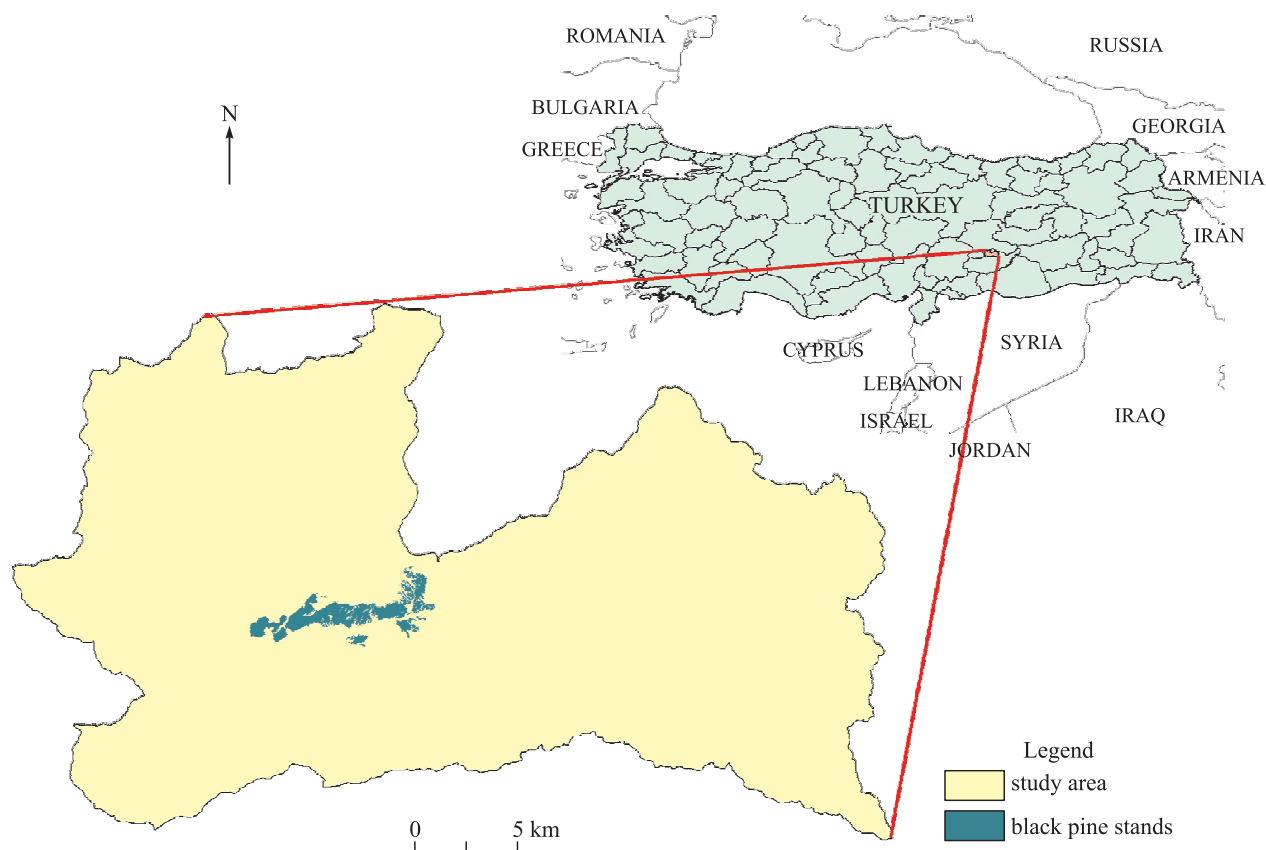 ROMANIA
RUSSIA
BULGARIA
N
GEORGIA
GREECE
ARMENIA
TURKEY
IRAN
CYPRUS
SYRIA
LEBANON
ISRAEL
IRAQ
JORDAN
Legend
study area
black pine stands
0 5 km